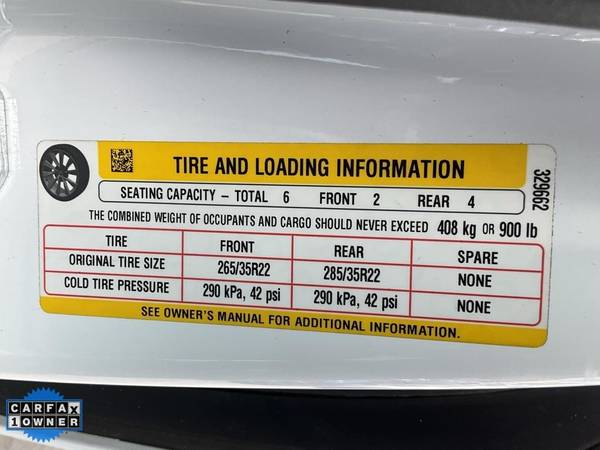 TIRE AND LOADING INFORMATION
SEATING CAPACITY – TOTAL 6 FRONT 2 REAR 4
THE COMBINED WEIGHT OF OCCUPANTS AND CARGO SHOULD NEVER EXCEED 408 kg OR 900 lb
TIRE FRONT REAR SPARE
ORIGINAL TIRE SIZE 265/35R22 285/35R22 NONE
COLD TIRE PRESSURE 290 kPa, 42 psi 290 kPa, 42 psi NONE
SEE OWNER'S MANUAL FOR ADDITIONAL INFORMATION.
329662
CARFAX
1 OWNER